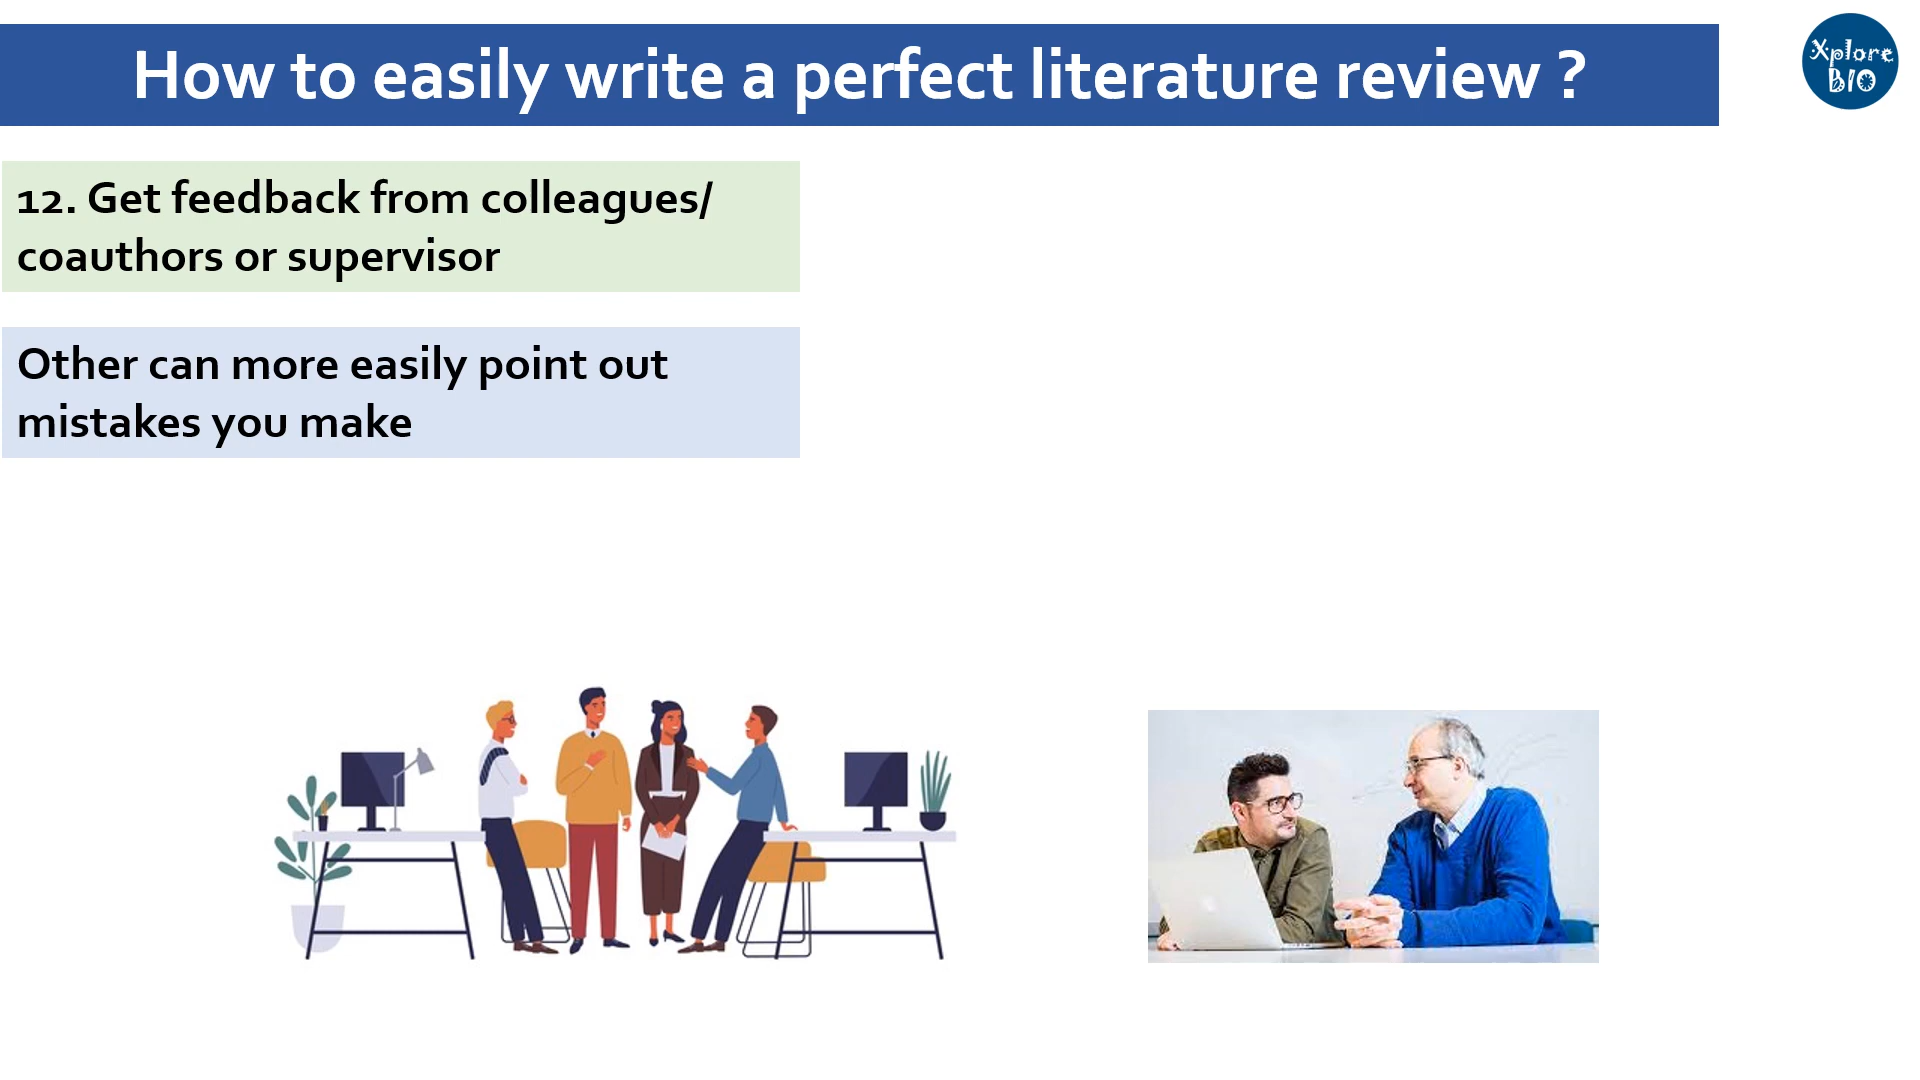 How to easily write a perfect literature review ?
Xplore
BIO
12. Get feedback from colleagues/
coauthors or supervisor
Other can more easily point out
mistakes you make